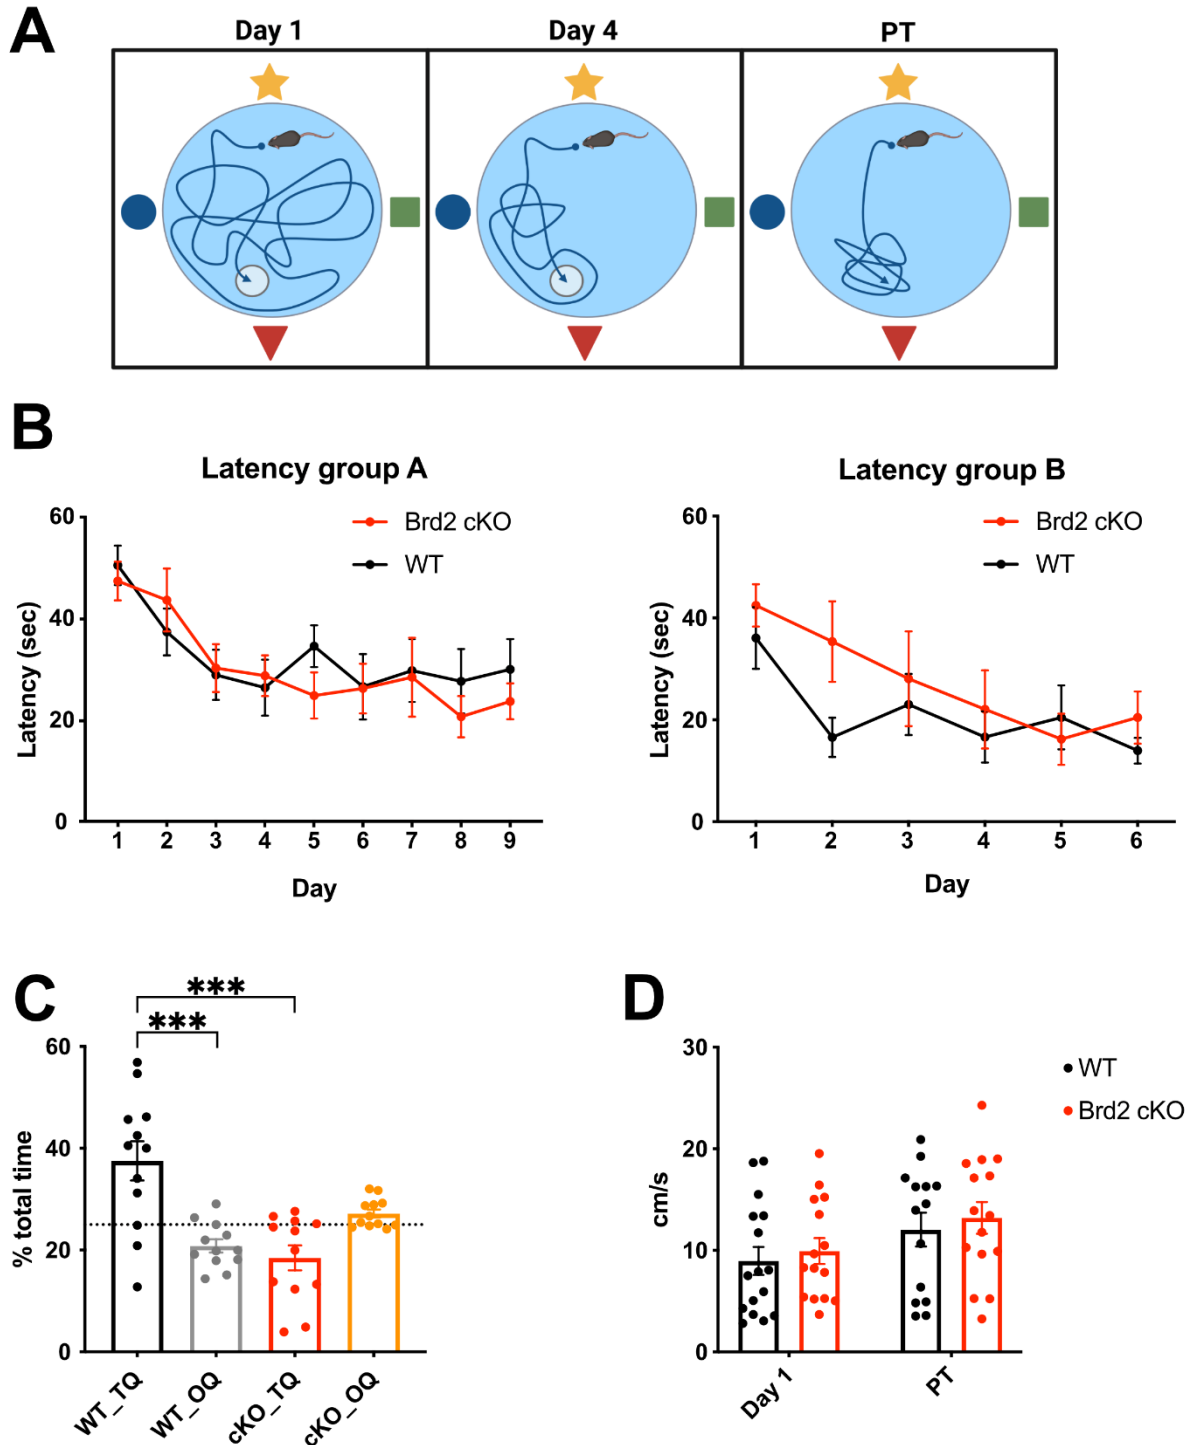 A
Day 1
Day 4
PT
B
Latency group A
Brd2 cKO
WT
60
40
20
0
Latency (sec)
1 2 3 4 5 6 7 8 9
Day
Latency group B
Brd2 cKO
WT
60
40
20
0
Latency (sec)
1 2 3 4 5 6
Day
C
***
***
60
40
20
0
% total time
WT_TQ
WT_OQ
cKO_TQ
cKO_OQ
D
30
20
10
0
cm/s
WT
Brd2 cKO
Day 1
PT